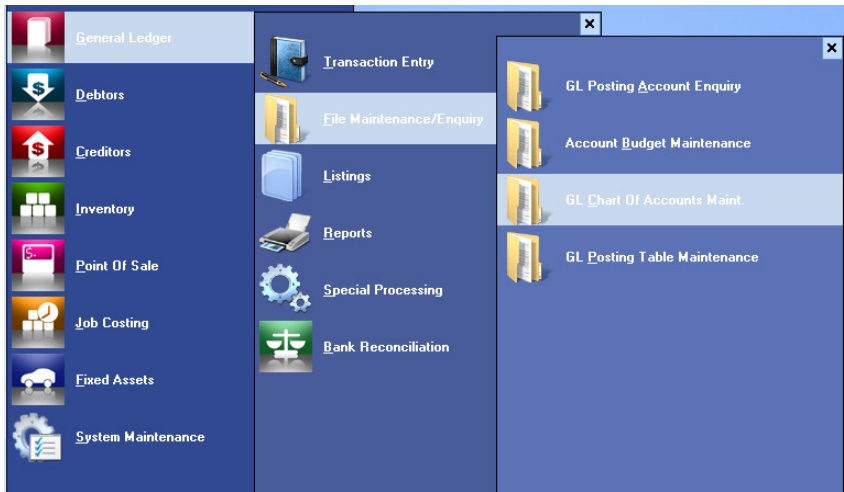 General Ledger
Debtors
Creditors
Inventory
Point Of Sale
Job Costing
Fixed Assets
System Maintenance
Transaction Entry
File Maintenance/Enquiry
Listings
Reports
Special Processing
Bank Reconciliation
GL Posting Account Enquiry
Account Budget Maintenance
GL Chart Of Accounts Maint.
GL Posting Table Maintenance